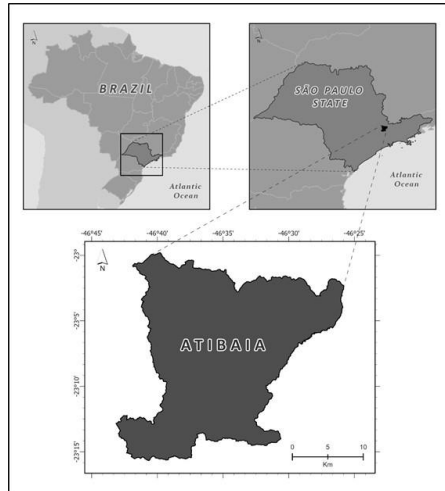 N
BRAZIL
Atlantic
Ocean
N
SÃO PAULO
STATE
Atlantic
Ocean
-46°45' -46°40' -46°35' -46°30' -46°25'
-23°
N
-23°5'
ATIBAIA
-23°10'
-23°15'
0 5 10
Km